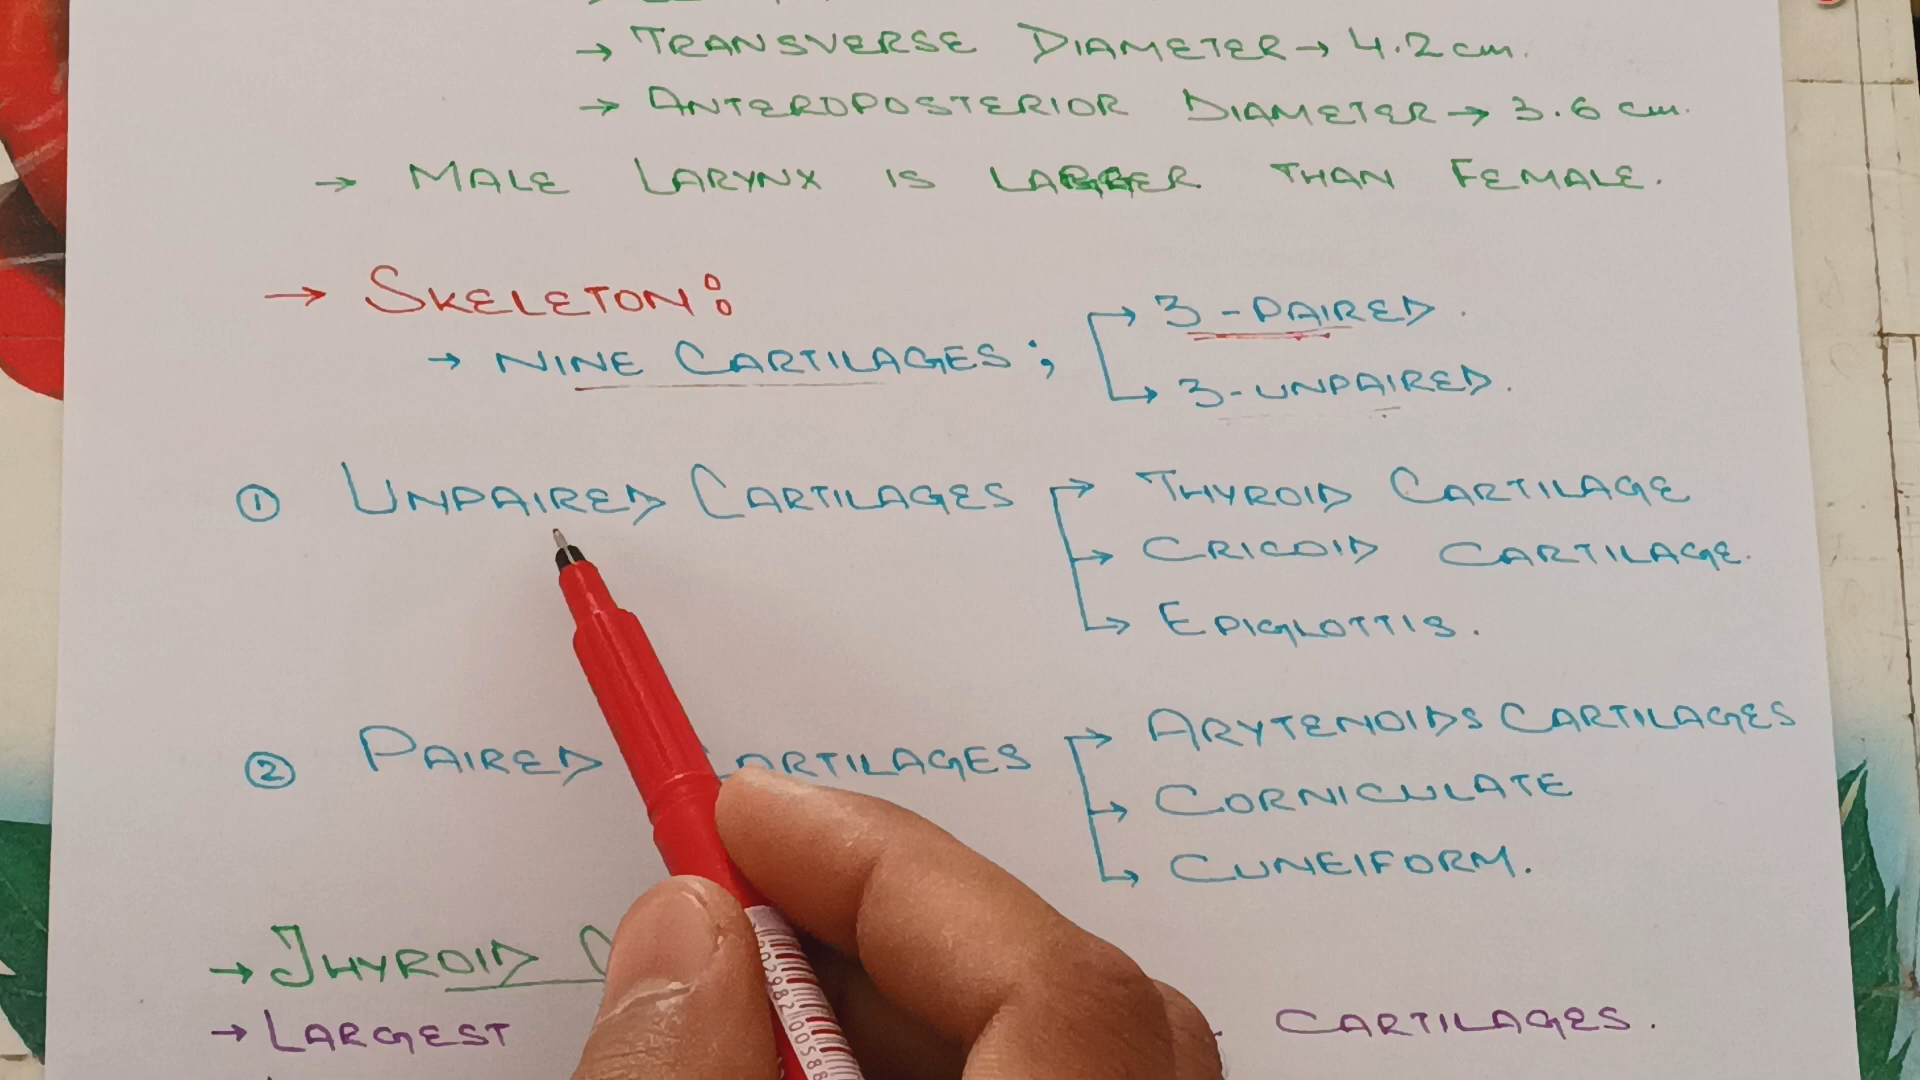 → TRANSVERSE DIAMETER → 4.2 cm.
→ ANTEROPOSTERIOR DIAMETER → 3.6 cm.
→ MALE LARYNX IS LARGER THAN FEMALE.
→ SKELETON:
→ NINE CARTILAGES;
→ 3-PAIRED.
→ 3-UNPAIRED.
① UNPAIRED CARTILAGES
→ THYROID CARTILAGE
→ CRICOID CARTILAGE.
→ EPIGLOTTIS.
② PAIRED CARTILAGES
→ ARYTENOIDS CARTILAGES
→ CORNICULATE
→ CUNEIFORM.
→ THYROID
→ LARGEST CARTILAGES.